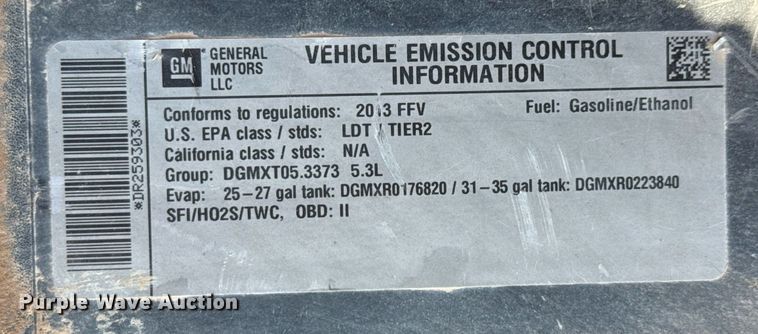 GM
GENERAL
MOTORS
LLC
VEHICLE EMISSION CONTROL
INFORMATION
Conforms to regulations: 2013 FFV
Fuel: Gasoline/Ethanol
U.S. EPA class / stds: LDT / TIER2
California class / stds: N/A
Group: DGMXT05.3373 5.3L
Evap: 25-27 gal tank: DGMXR0176820 / 31-35 gal tank: DGMXR0223840
SFI/HO2S/TWC, OBD: II
*DR259303*
Purple Wave Auction